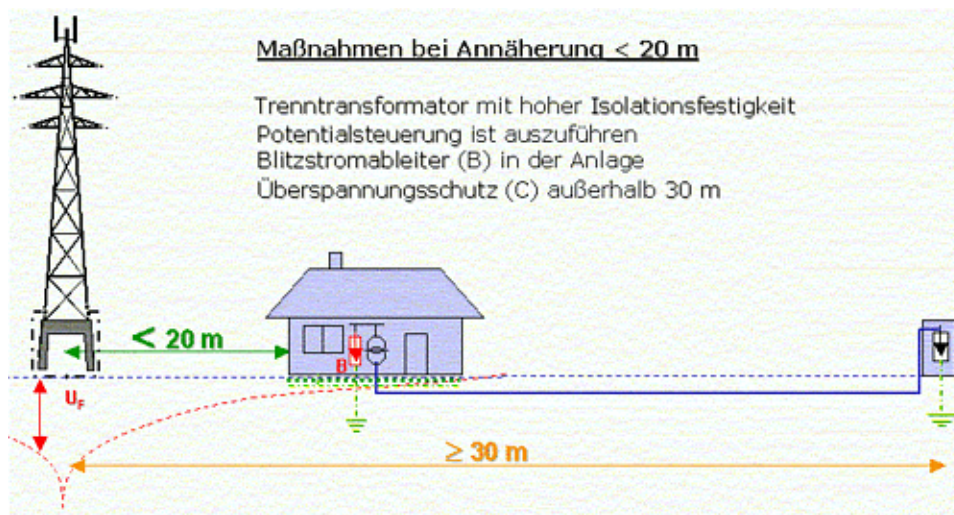 Maßnahmen bei Annäherung < 20 m
Trenntransformator mit hoher Isolationsfestigkeit
Potentialsteuerung ist auszuführen
Blitzstromableiter (B) in der Anlage
Überspannungsschutz (C) außerhalb 30 m
< 20 m
B
U_F
≥ 30 m